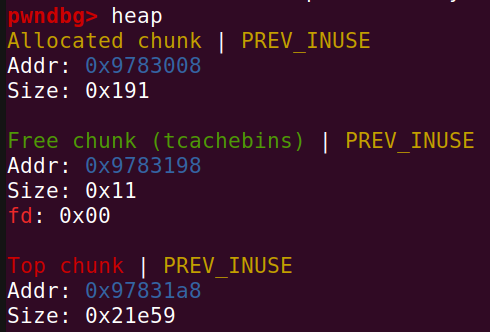 pwndbg> heap
Allocated chunk | PREV_INUSE
Addr: 0x9783008
Size: 0x191
Free chunk (tcachebins) | PREV_INUSE
Addr: 0x9783198
Size: 0x11
fd: 0x00
Top chunk | PREV_INUSE
Addr: 0x97831a8
Size: 0x21e59